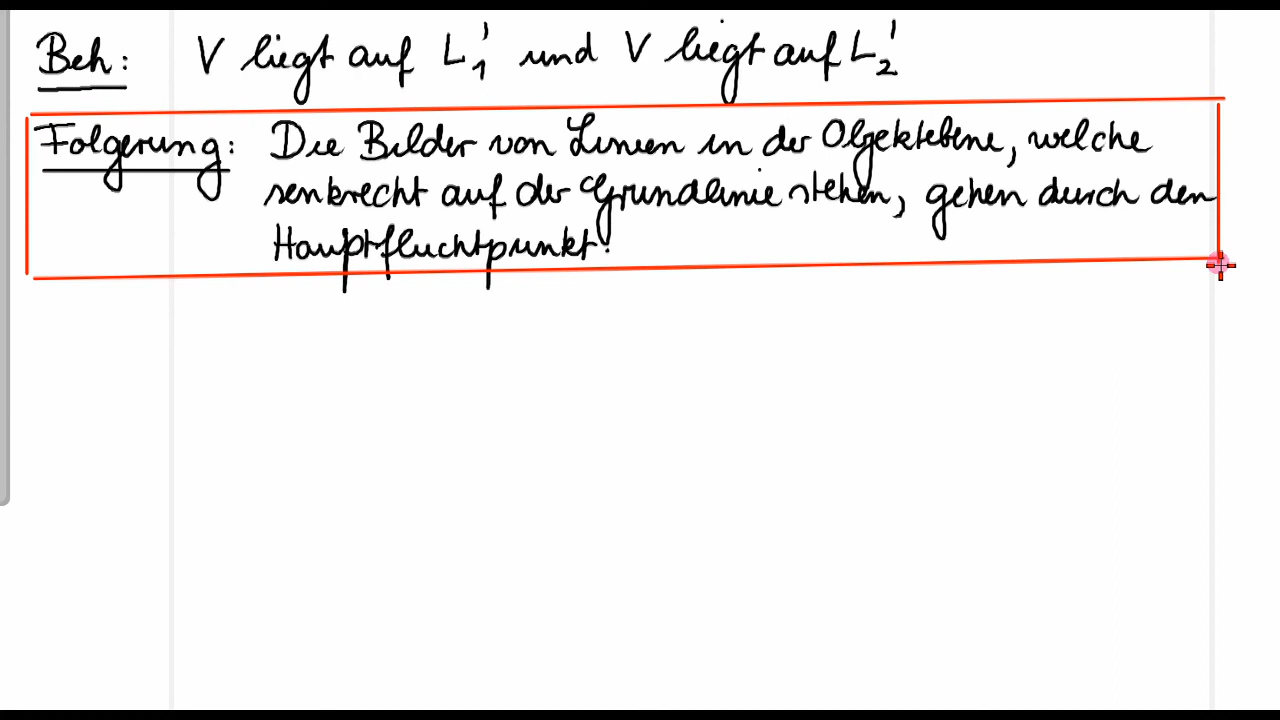 Beh: V liegt auf L₁' und V liegt auf L₂'
Folgerung: Die Bilder von Linien in der Objektebene, welche
senkrecht auf der Grundlinie stehen, gehen durch den
Hauptfluchtpunkt.